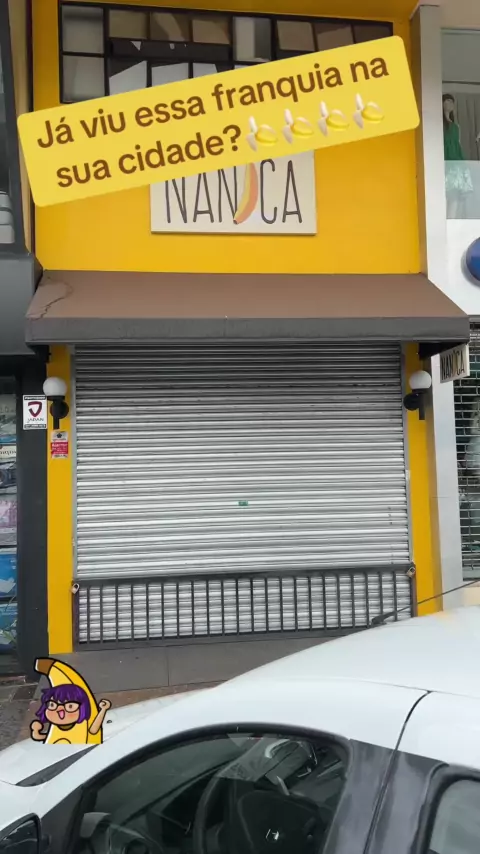 Já viu essa franquia na
sua cidade?🍌🍌🍌🍌
NANICA
NANICA